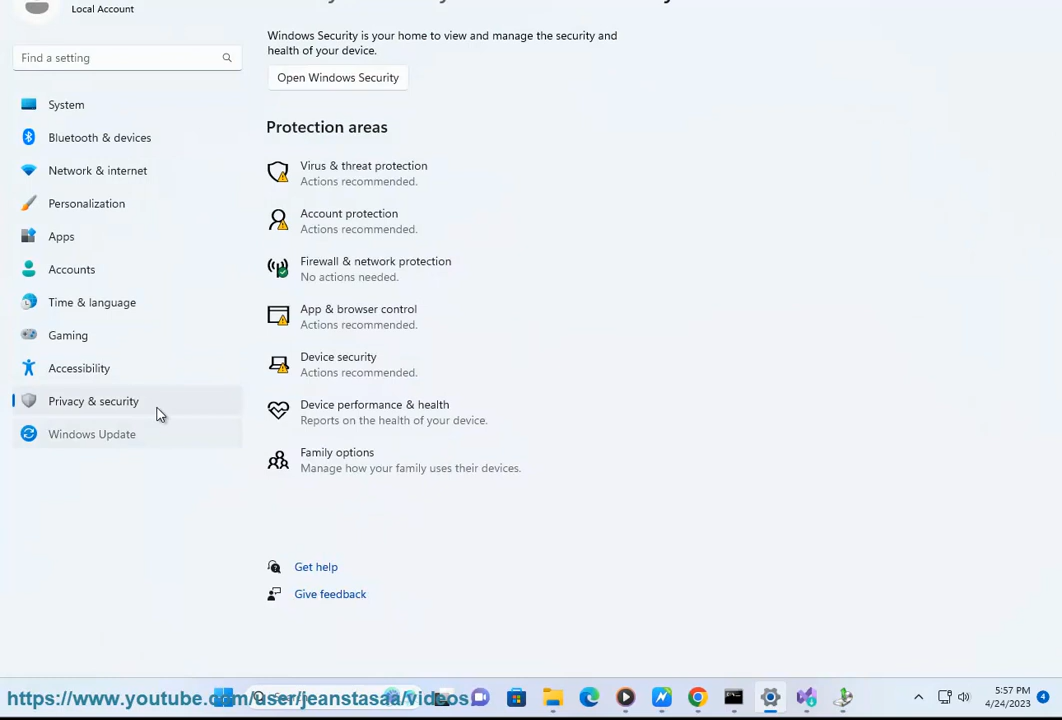 Local Account
Find a setting
System
Bluetooth & devices
Network & internet
Personalization
Apps
Accounts
Time & language
Gaming
Accessibility
Privacy & security
Windows Update
Windows Security is your home to view and manage the security and
health of your device.
Open Windows Security
Protection areas
Virus & threat protection
Actions recommended.
Account protection
Actions recommended.
Firewall & network protection
No actions needed.
App & browser control
Actions recommended.
Device security
Actions recommended.
Device performance & health
Reports on the health of your device.
Family options
Manage how your family uses their devices.
Get help
Give feedback
https://www.youtube.com/user/jeanstasaa/videos
5:57 PM
4/24/2023
4